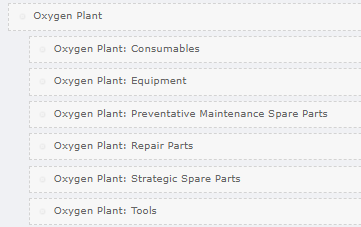 Oxygen Plant
Oxygen Plant: Consumables
Oxygen Plant: Equipment
Oxygen Plant: Preventative Maintenance Spare Parts
Oxygen Plant: Repair Parts
Oxygen Plant: Strategic Spare Parts
Oxygen Plant: Tools